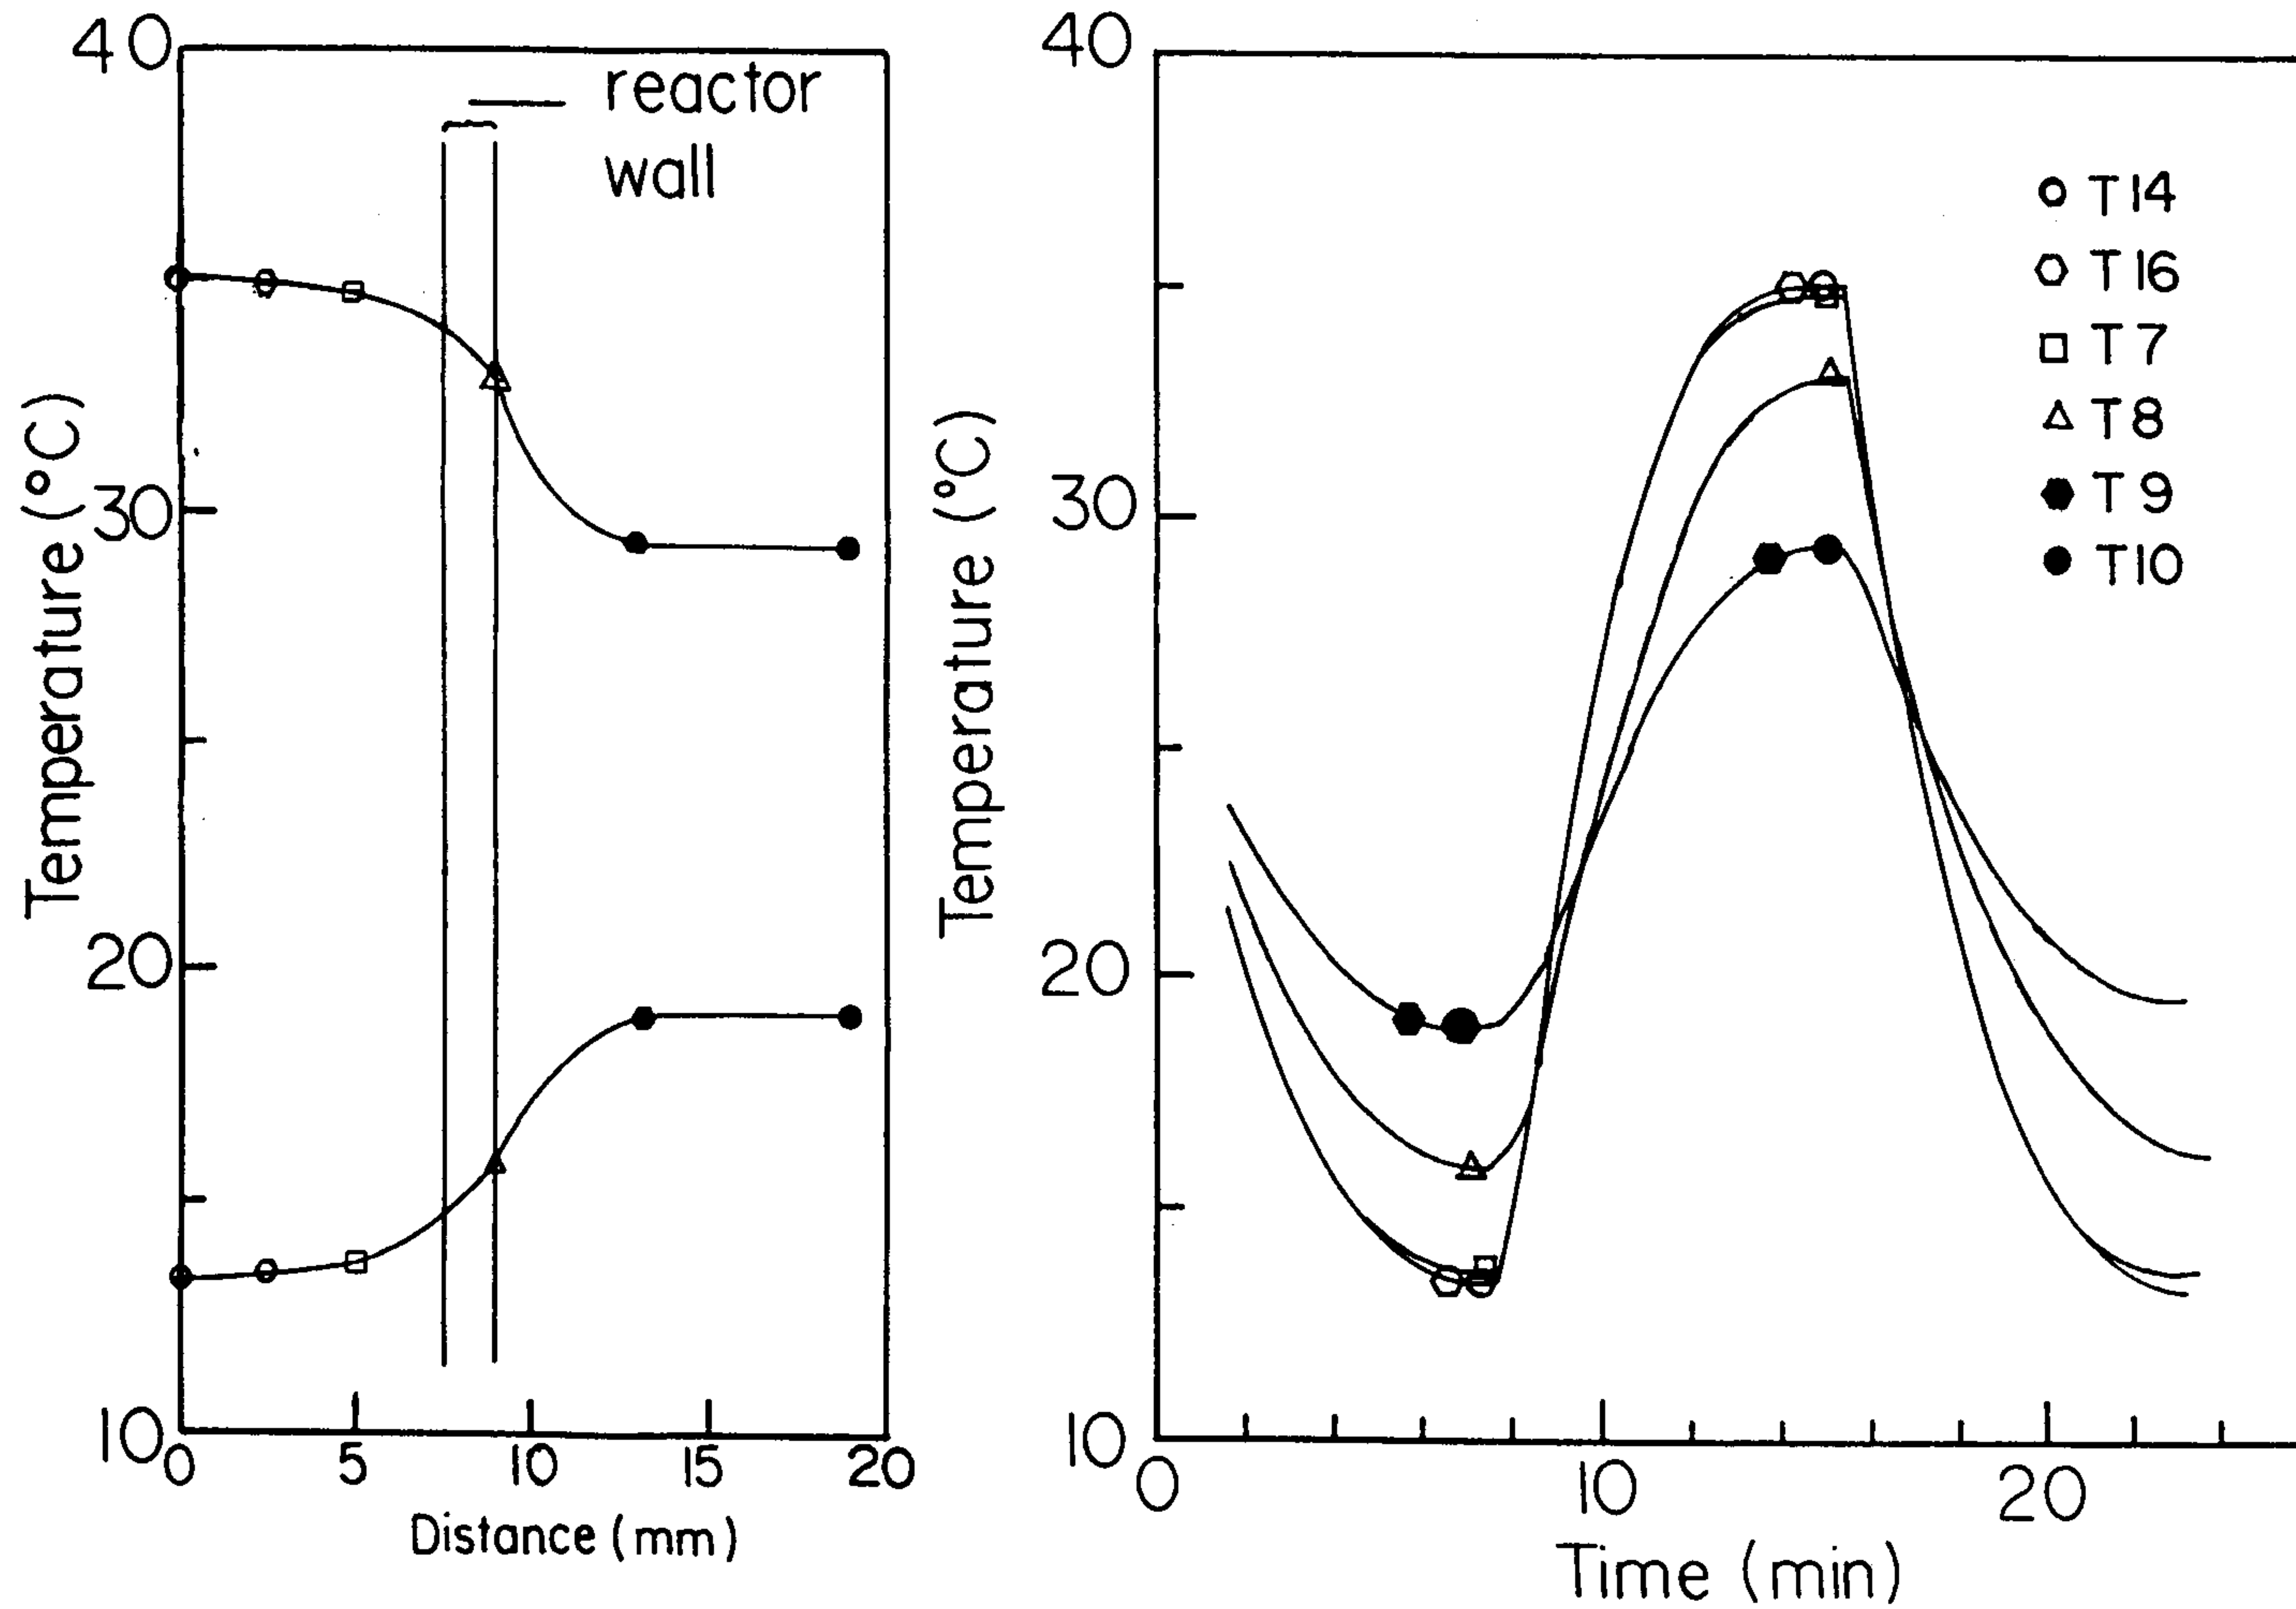 40
30
20
10
Temperature (°C)
reactor
wall
0 5 10 15 20
Distance (mm)
40
30
20
10
Temperature (°C)
T14
T16
T7
T8
T9
T10
0 10 20
Time (min)